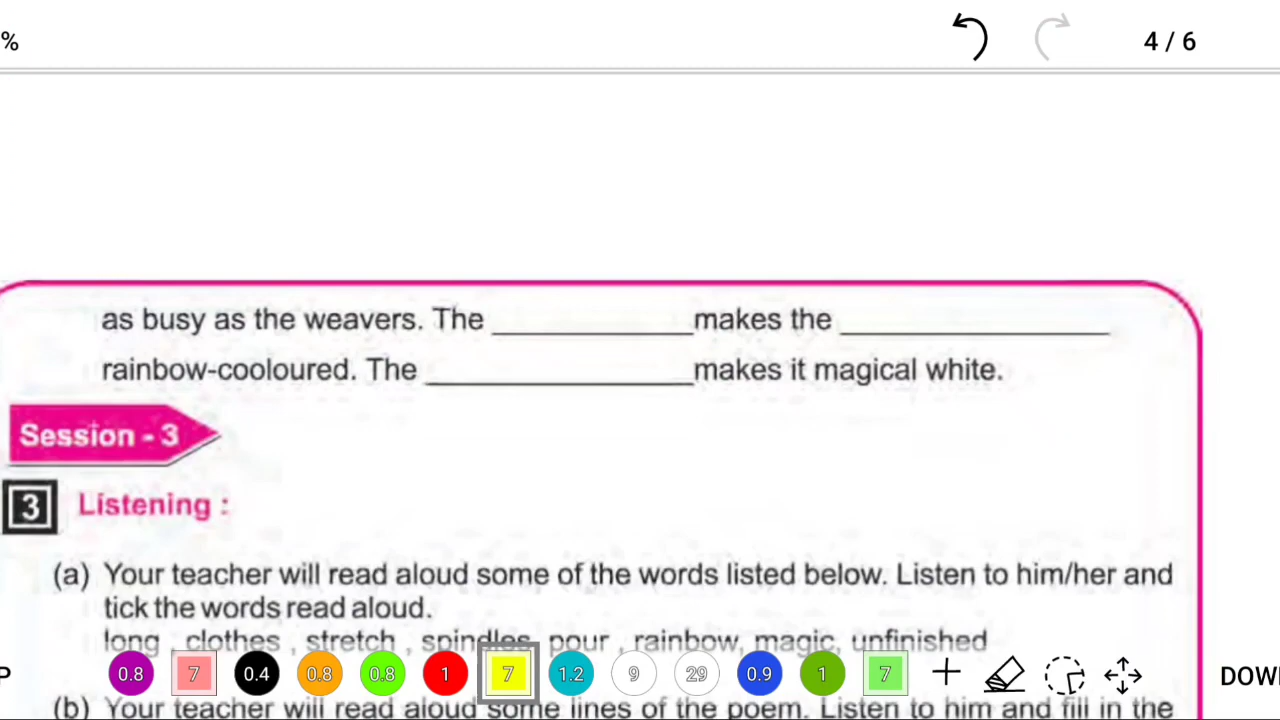 %
4 / 6
as busy as the weavers. The ____________makes the ________________
rainbow-cooloured. The ________________makes it magical white.
Session - 3
3 Listening :
(a) Your teacher will read aloud some of the words listed below. Listen to him/her and
tick the words read aloud.
long , clothes , stretch , spindles, pour , rainbow, magic, unfinished
P 0.8 7 0.4 0.8 0.8 1 7 1.2 9 29 0.9 1 7 DOW
(b) Your teacher will read aloud some lines of the poem. Listen to him and fill in the